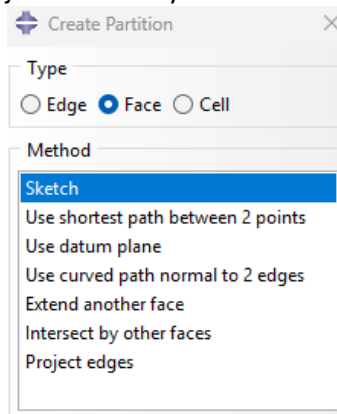 Create Partition
Type
Edge Face Cell
Method
Sketch
Use shortest path between 2 points
Use datum plane
Use curved path normal to 2 edges
Extend another face
Intersect by other faces
Project edges